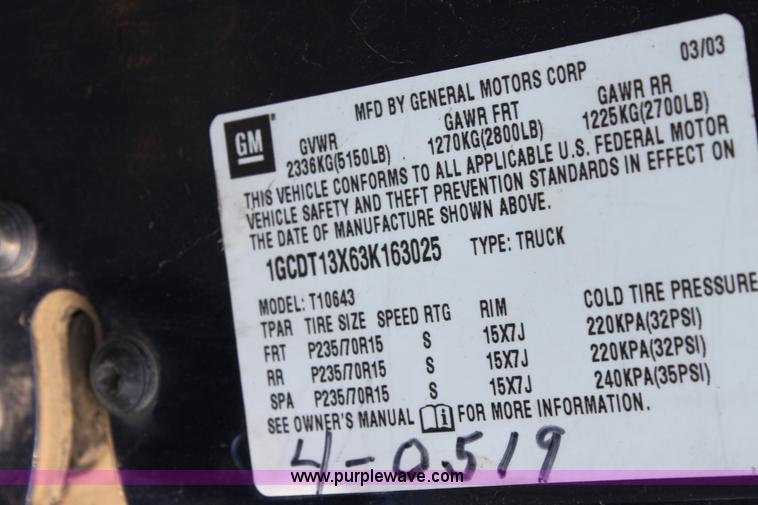 03/03
MFD BY GENERAL MOTORS CORP
GM
GVWR GAWR FRT GAWR RR
2336KG(5150LB) 1270KG(2800LB) 1225KG(2700LB)
THIS VEHICLE CONFORMS TO ALL APPLICABLE U.S. FEDERAL MOTOR
VEHICLE SAFETY AND THEFT PREVENTION STANDARDS IN EFFECT ON
THE DATE OF MANUFACTURE SHOWN ABOVE.
1GCDT13X63K163025 TYPE: TRUCK
MODEL: T10643
TPAR TIRE SIZE SPEED RTG RIM COLD TIRE PRESSURE
FRT P235/70R15 S 15X7J 220KPA(32PSI)
RR P235/70R15 S 15X7J 220KPA(32PSI)
SPA P235/70R15 S 15X7J 240KPA(35PSI)
SEE OWNER'S MANUAL i FOR MORE INFORMATION.
4-0519
www.purplewave.com